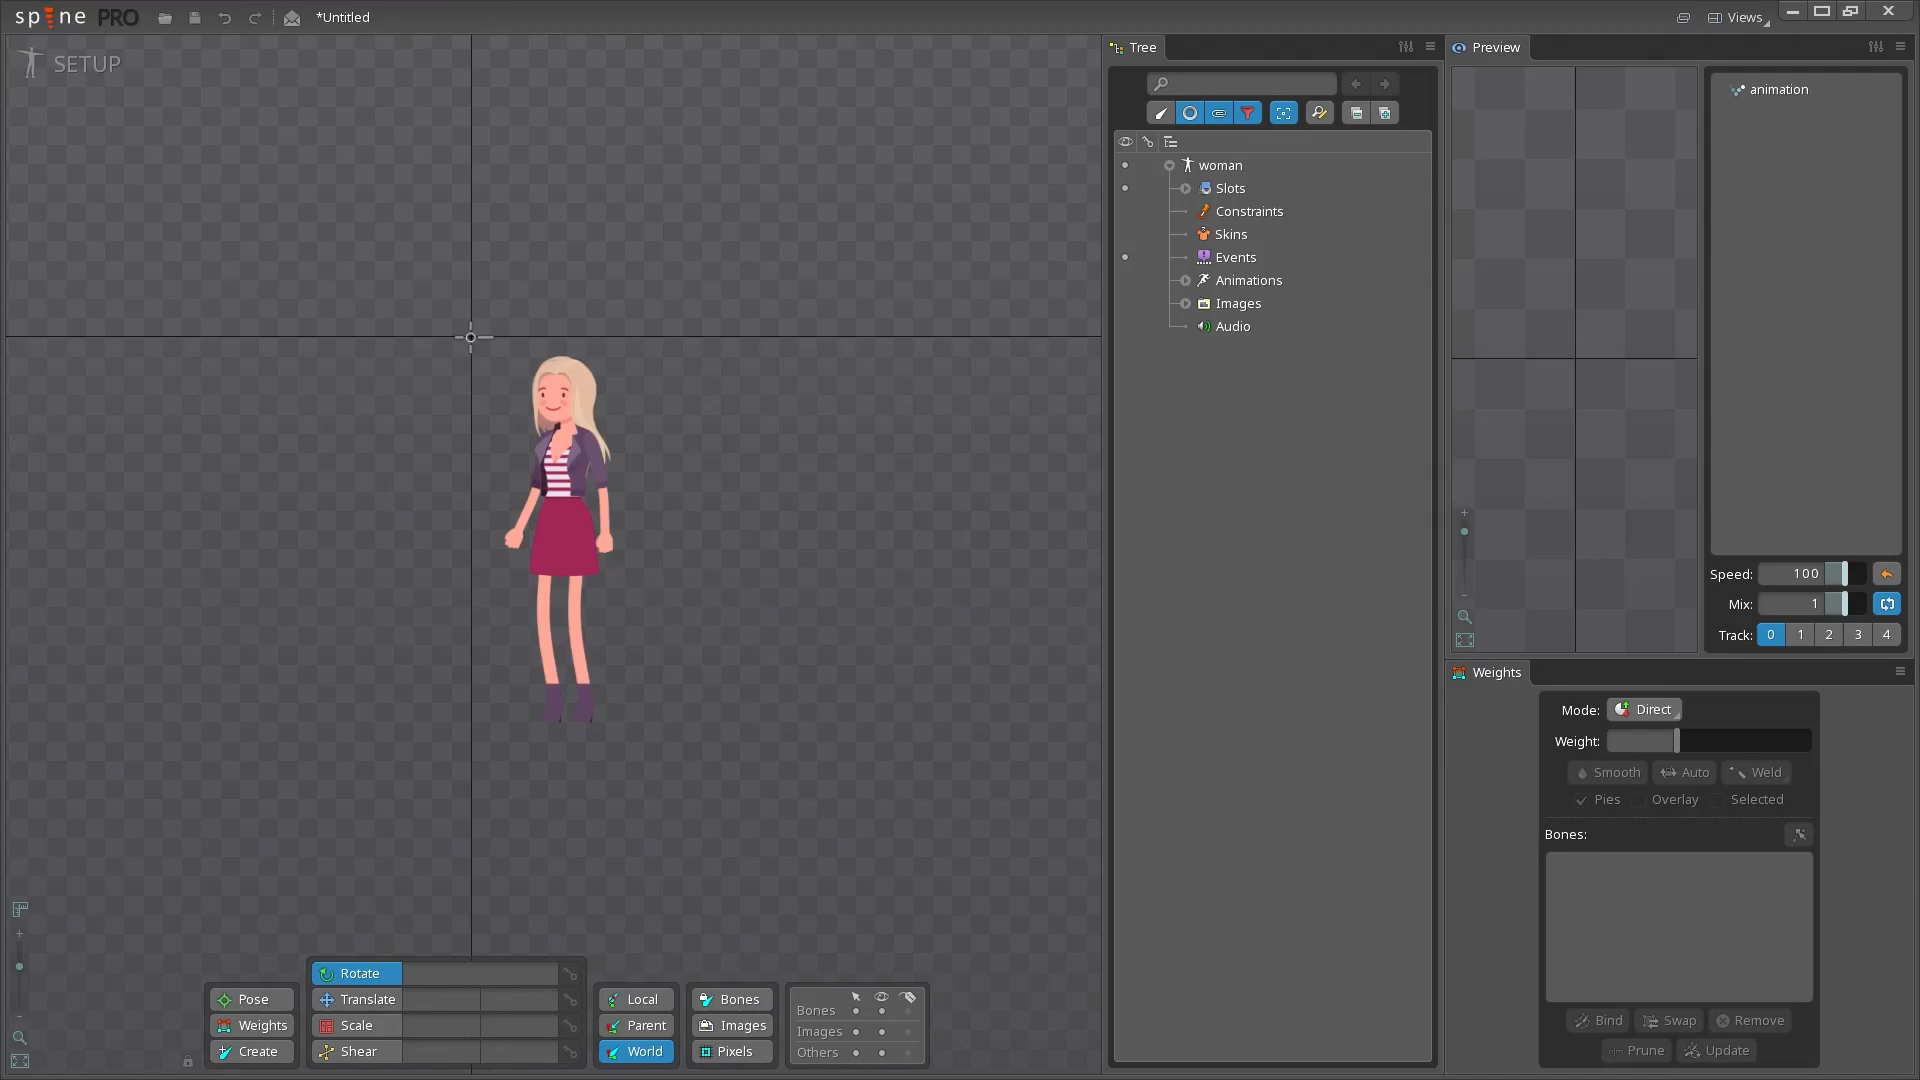 spine PRO
*Untitled
Views
SETUP
Tree
woman
Slots
Constraints
Skins
Events
Animations
Images
Audio
Preview
animation
Speed: 100
Mix: 1
Track: 0 1 2 3 4
Weights
Mode: Direct
Weight:
Smooth Auto Weld
Pies Overlay Selected
Bones:
Bind Swap Remove
Prune Update
Pose
Weights
Create
Rotate
Translate
Scale
Shear
Local
Parent
World
Bones
Images
Pixels
Bones
Images
Others